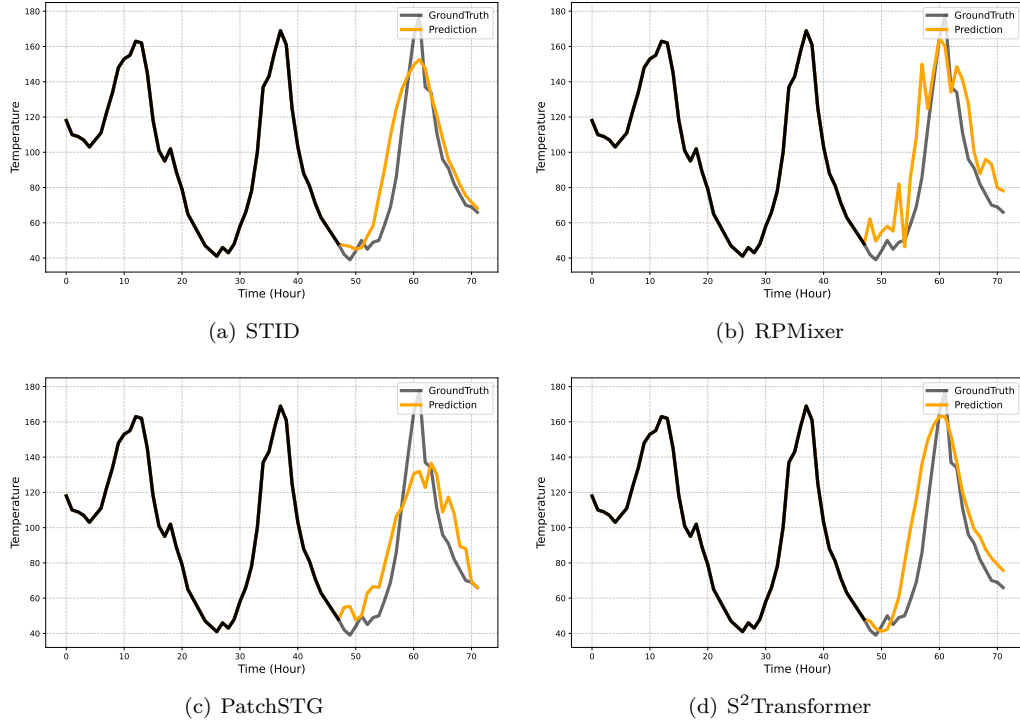 GroundTruth
Prediction
Temperature
180
160
140
120
100
80
60
40
0 10 20 30 40 50 60 70
Time (Hour)
(a) STID
GroundTruth
Prediction
Temperature
180
160
140
120
100
80
60
40
0 10 20 30 40 50 60 70
Time (Hour)
(b) RPMixer
GroundTruth
Prediction
Temperature
180
160
140
120
100
80
60
40
0 10 20 30 40 50 60 70
Time (Hour)
(c) PatchSTG
GroundTruth
Prediction
Temperature
180
160
140
120
100
80
60
40
0 10 20 30 40 50 60 70
Time (Hour)
(d) S²Transformer